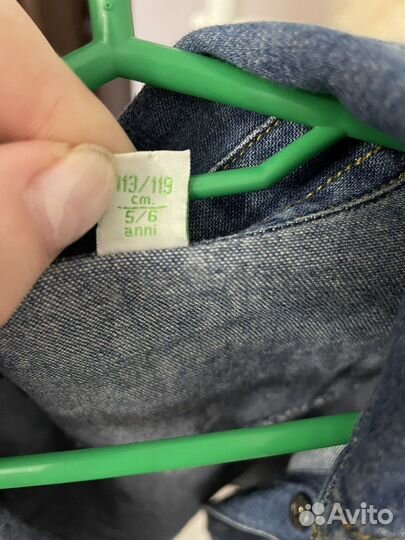 113/119
cm.
5/6
anni
Avito